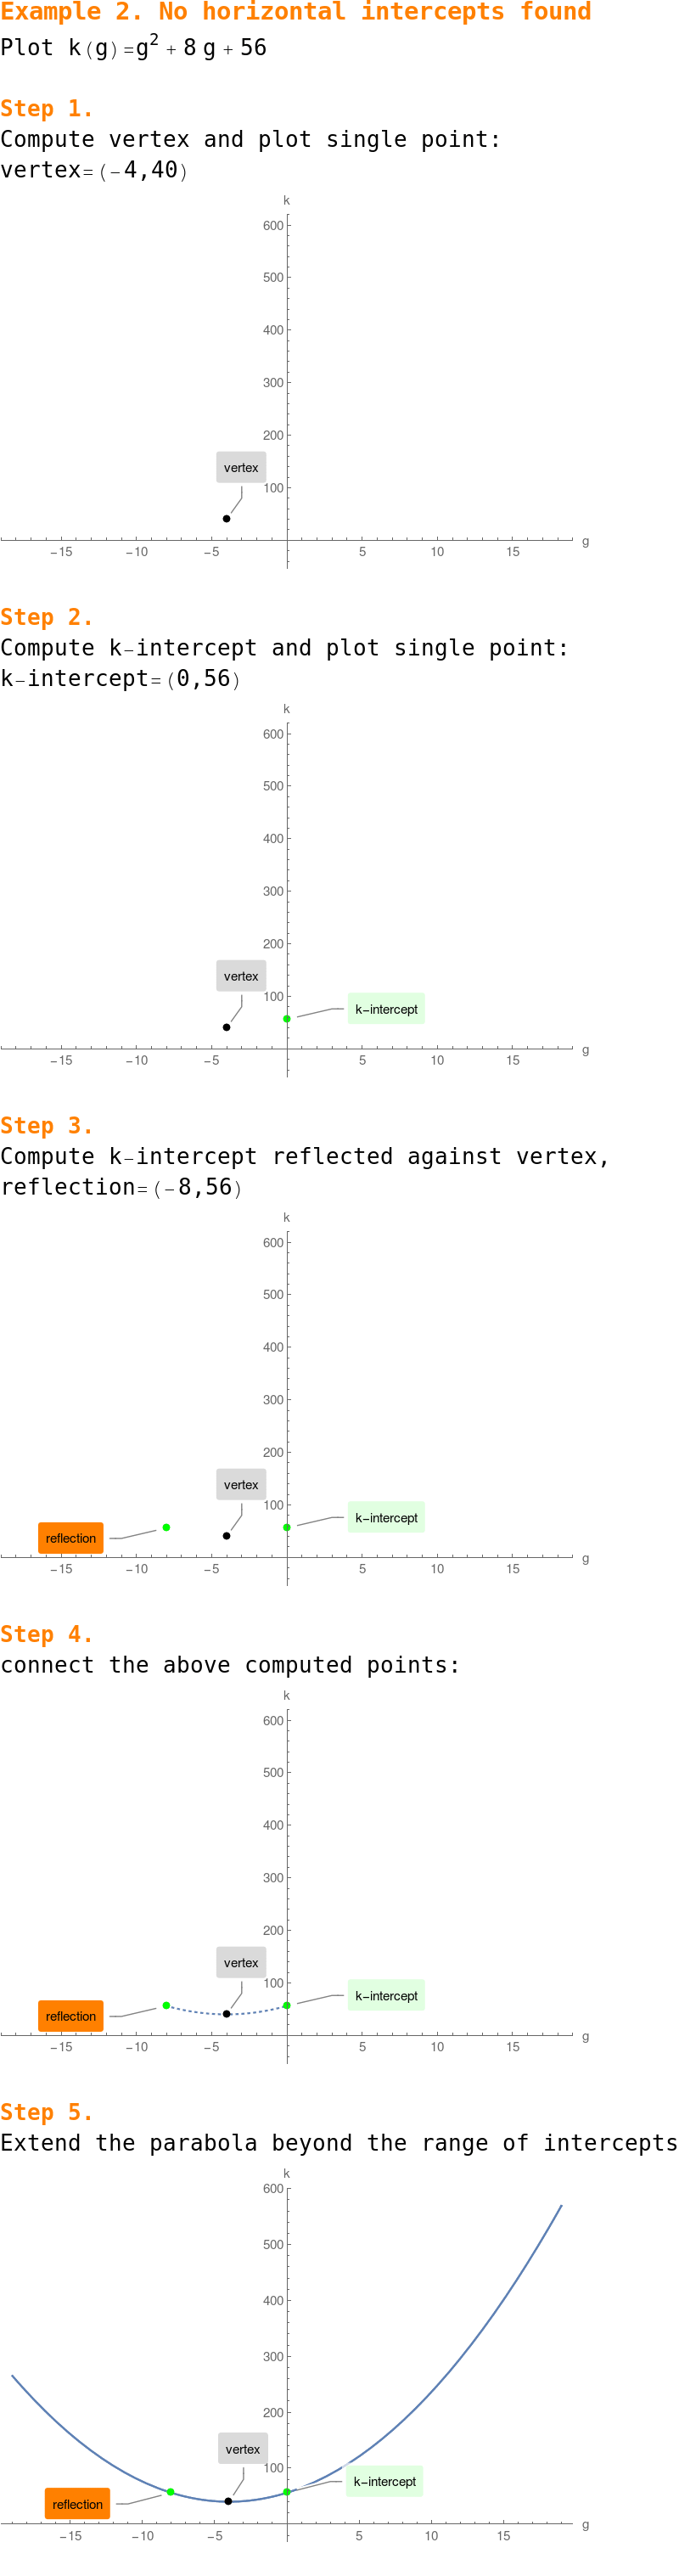 Example 2. No horizontal intercepts found
Plot k(g)=g² + 8 g + 56
Step 1.
Compute vertex and plot single point:
vertex=(-4,40)
k
600
500
400
300
200
vertex
100
g
-15 -10 -5 5 10 15
Step 2.
Compute k-intercept and plot single point:
k-intercept=(0,56)
k
600
500
400
300
200
vertex
100
k-intercept
g
-15 -10 -5 5 10 15
Step 3.
Compute k-intercept reflected against vertex,
reflection=(-8,56)
k
600
500
400
300
200
vertex
100
k-intercept
reflection
g
-15 -10 -5 5 10 15
Step 4.
connect the above computed points:
k
600
500
400
300
200
vertex
100
k-intercept
reflection
g
-15 -10 -5 5 10 15
Step 5.
Extend the parabola beyond the range of intercepts
k
600
500
400
300
200
vertex
100
k-intercept
reflection
g
-15 -10 -5 5 10 15